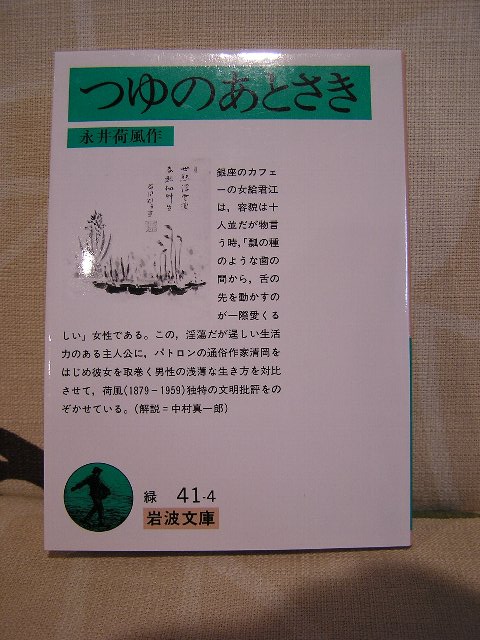 つゆのあとさき
永井荷風作
銀座のカフェ
ーの女給君江
は，容貌は十
人並だが物言
う時，「瓢の種
のような歯の
間から，舌の
先を動かすの
が一際愛くる
しい」女性である。この，淫蕩だが逞しい生活
力のある主人公に，パトロンの通俗作家清岡を
はじめ彼女を取巻く男性の浅薄な生き方を対比
させて，荷風(1879－1959)独特の文明批評をの
ぞかせている。（解説＝中村真一郎）
緑 41-4
岩波文庫